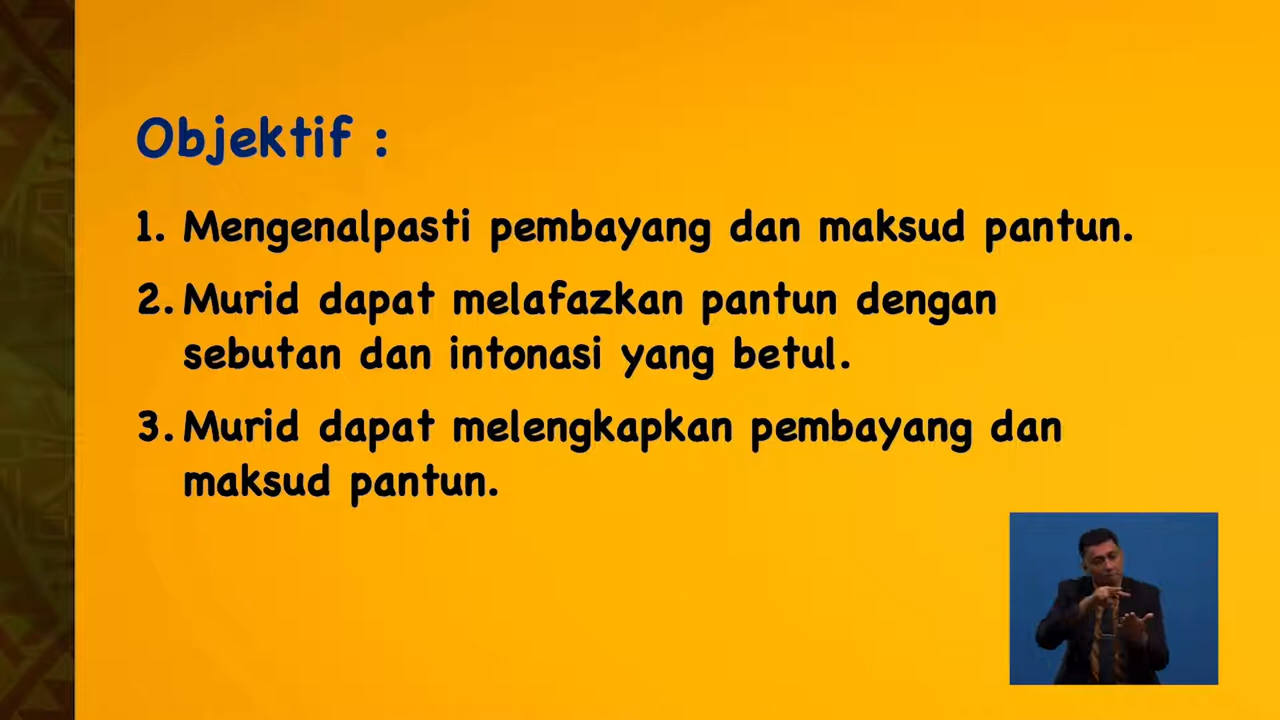 Objektif :
1. Mengenalpasti pembayang dan maksud pantun.
2. Murid dapat melafazkan pantun dengan
sebutan dan intonasi yang betul.
3. Murid dapat melengkapkan pembayang dan
maksud pantun.